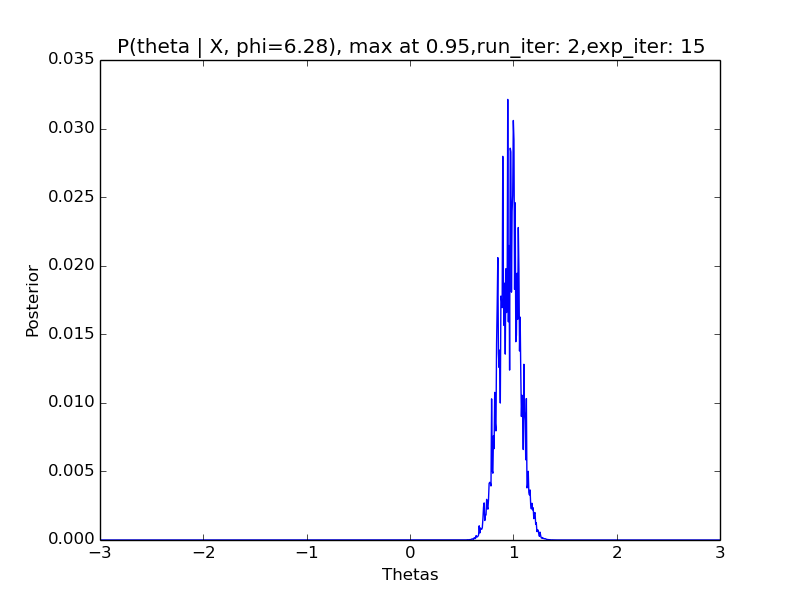 P(theta | X, phi=6.28), max at 0.95,run_iter: 2,exp_iter: 15
0.035
0.030
0.025
0.020
0.015
0.010
0.005
0.000
Posterior
−3 −2 −1 0 1 2 3
Thetas